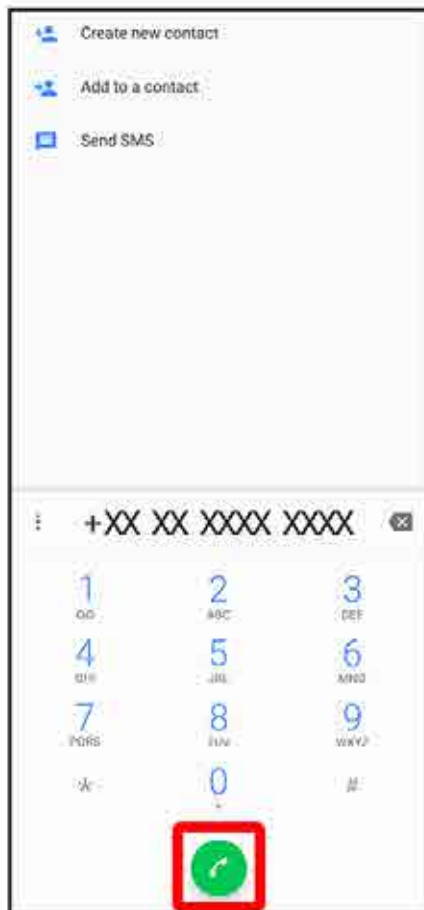 Create new contact
Add to a contact
Send SMS
+XX XX XXXX XXXX
1 2 3
ABC DEF
4 5 6
GHI JKL MNO
7 8 9
PQRS TUV WXYZ
* 0 #
+